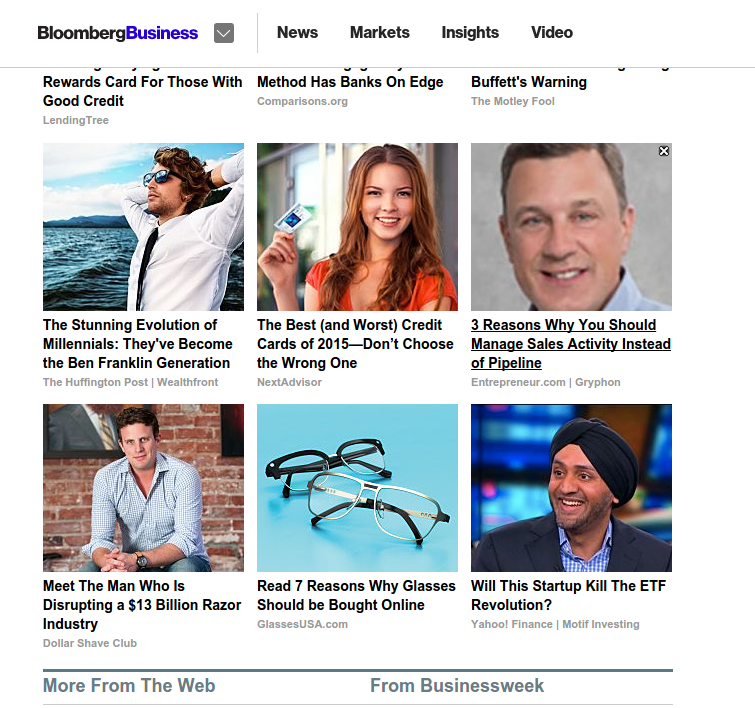 BloombergBusiness
News
Markets
Insights
Video
Rewards Card For Those With
Good Credit
LendingTree
Method Has Banks On Edge
Comparisons.org
Buffett's Warning
The Motley Fool
The Stunning Evolution of
Millennials: They've Become
the Ben Franklin Generation
The Huffington Post | Wealthfront
The Best (and Worst) Credit
Cards of 2015—Don't Choose
the Wrong One
NextAdvisor
3 Reasons Why You Should
Manage Sales Activity Instead
of Pipeline
Entrepreneur.com | Gryphon
Meet The Man Who Is
Disrupting a $13 Billion Razor
Industry
Dollar Shave Club
Read 7 Reasons Why Glasses
Should be Bought Online
GlassesUSA.com
Will This Startup Kill The ETF
Revolution?
Yahoo! Finance | Motif Investing
More From The Web
From Businessweek